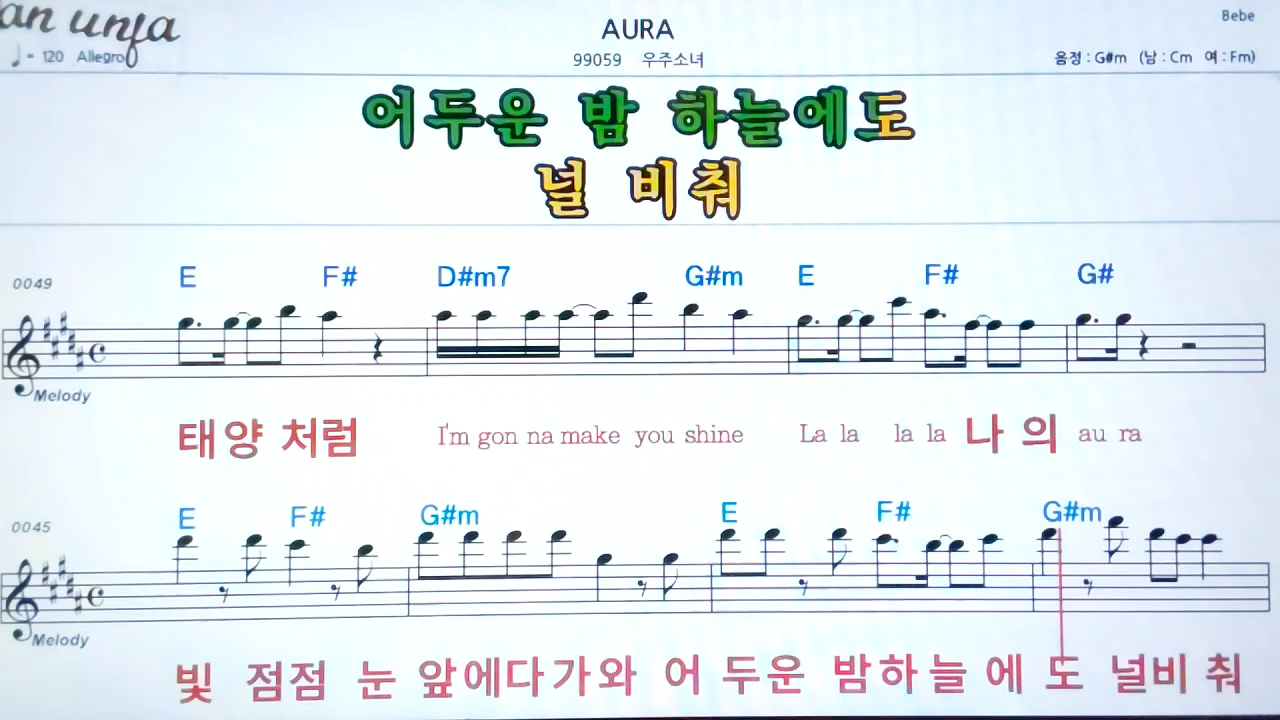 an unfa
♩= 120 Allegro
AURA
99059 우주소녀
Bebe
음정 : G#m (남 : Cm 여 : Fm)
어두운 밤 하늘에도
널 비춰
0049
E F# D#m7 G#m E F# G#
Melody
태양 처럼 I'm gon na make you shine La la la la 나 의 au ra
0045
E F# G#m E F# G#m
Melody
빛 점점 눈 앞에다가와 어 두운 밤하늘 에 도 널비 춰